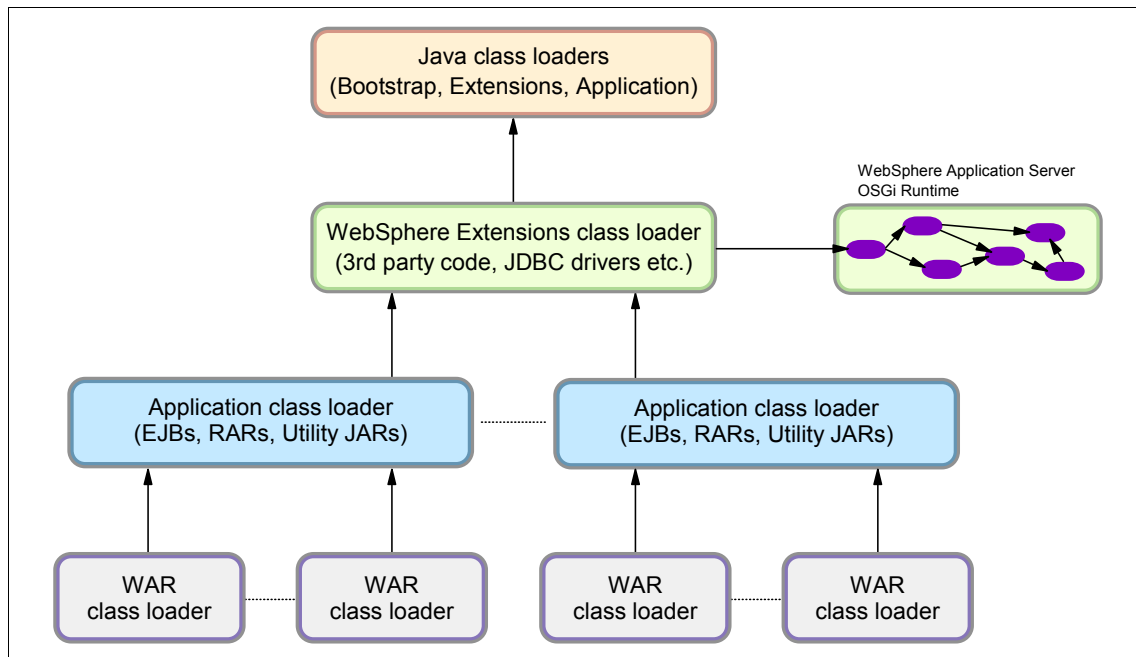 Java class loaders
(Bootstrap, Extensions, Application)
WebSphere Application Server
OSGi Runtime
WebSphere Extensions class loader
(3rd party code, JDBC drivers etc.)
Application class loader
(EJBs, RARs, Utility JARs)
Application class loader
(EJBs, RARs, Utility JARs)
WAR
class loader
WAR
class loader
WAR
class loader
WAR
class loader